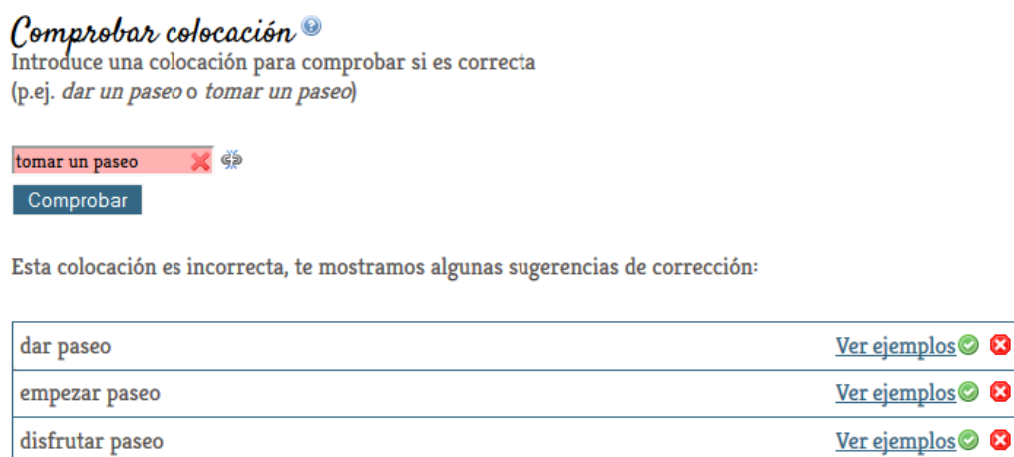 Comprobar colocación
Introduce una colocación para comprobar si es correcta
(p.ej. dar un paseo o tomar un paseo)
tomar un paseo
Comprobar
Esta colocación es incorrecta, te mostramos algunas sugerencias de corrección:
dar paseo Ver ejemplos
empezar paseo Ver ejemplos
disfrutar paseo Ver ejemplos